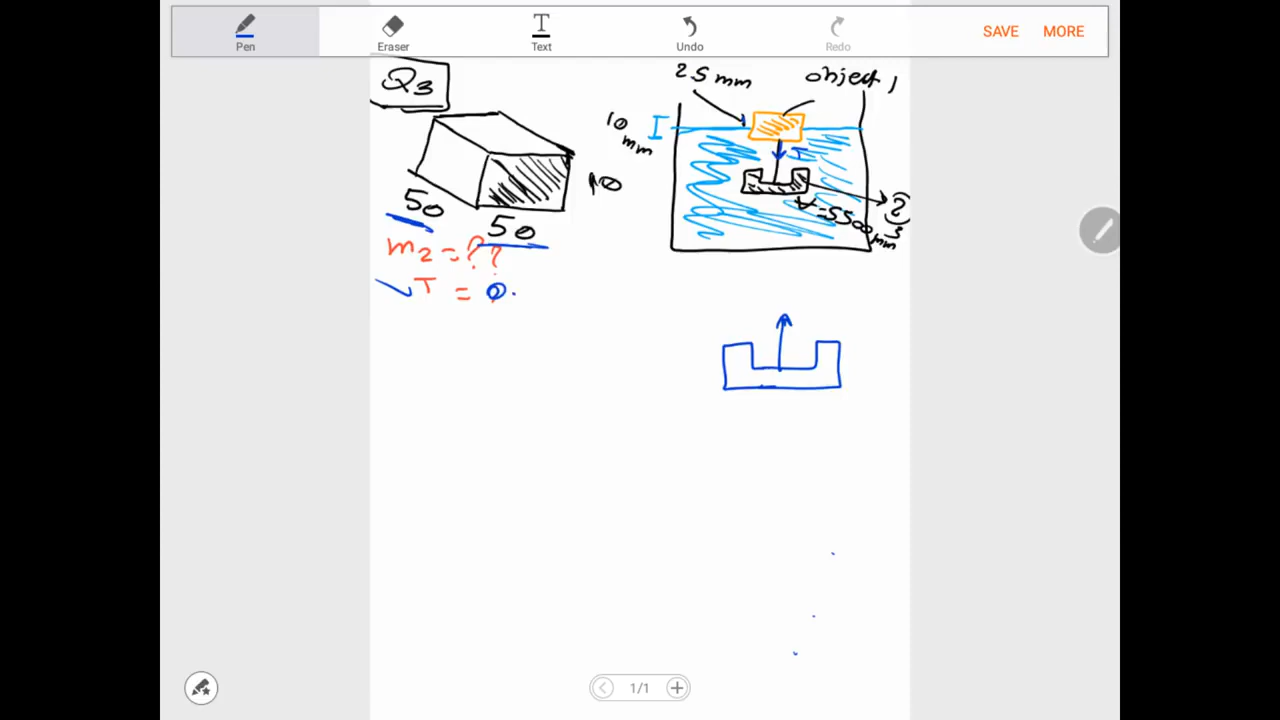 Pen
Eraser
Text
Undo
Redo
SAVE
MORE
Q3
25 mm
object 1
10
mm
T
10
50
50
2
V=5500 mm3
m2 = ??
T = 0.
1/1